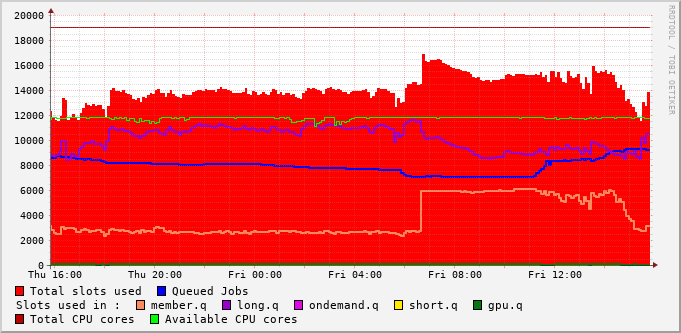 20000
18000
16000
14000
12000
10000
8000
6000
4000
2000
0
Thu 16:00 Thu 20:00 Fri 00:00 Fri 04:00 Fri 08:00 Fri 12:00
RRDTOOL / TOBI OETIKER
Total slots used Queued Jobs
Slots used in : member.q long.q ondemand.q short.q gpu.q
Total CPU cores Available CPU cores